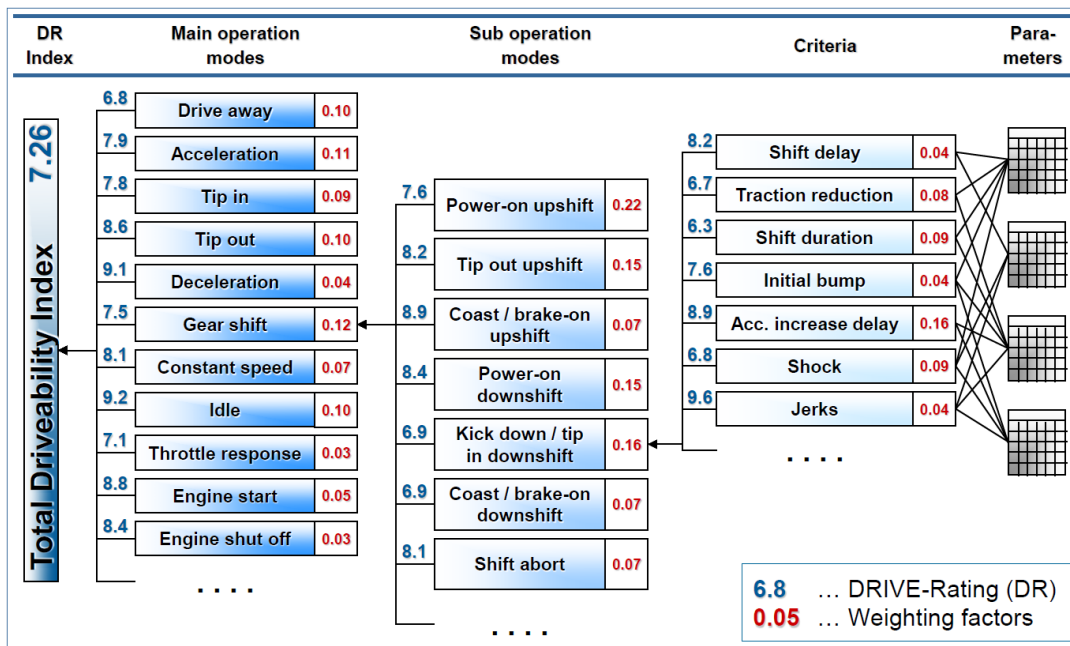 DR
Index
Main operation
modes
Sub operation
modes
Criteria
Para-
meters
Total Driveability Index 7.26
6.8
Drive away
0.10
7.9
Acceleration
0.11
7.8
Tip in
0.09
8.6
Tip out
0.10
9.1
Deceleration
0.04
7.5
Gear shift
0.12
8.1
Constant speed
0.07
9.2
Idle
0.10
7.1
Throttle response
0.03
8.8
Engine start
0.05
8.4
Engine shut off
0.03
. . . .
7.6
Power-on upshift
0.22
8.2
Tip out upshift
0.15
8.9
Coast / brake-on
upshift
0.07
8.4
Power-on
downshift
0.15
6.9
Kick down / tip
in downshift
0.16
6.9
Coast / brake-on
downshift
0.07
8.1
Shift abort
0.07
. . . .
8.2
Shift delay
0.04
6.7
Traction reduction
0.08
6.3
Shift duration
0.09
7.6
Initial bump
0.04
8.9
Acc. increase delay
0.16
6.8
Shock
0.09
9.6
Jerks
0.04
. . . .
6.8 ... DRIVE-Rating (DR)
0.05 ... Weighting factors